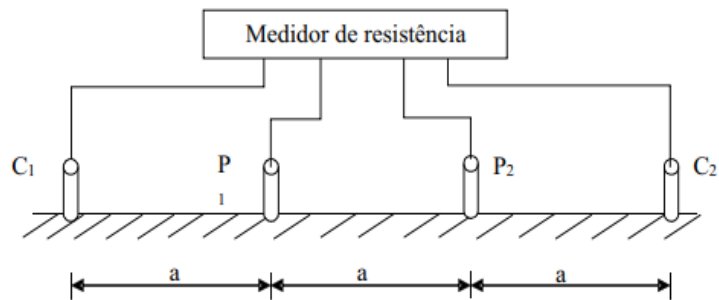 Medidor de resistência
C₁
P
₁
P₂
C₂
a
a
a